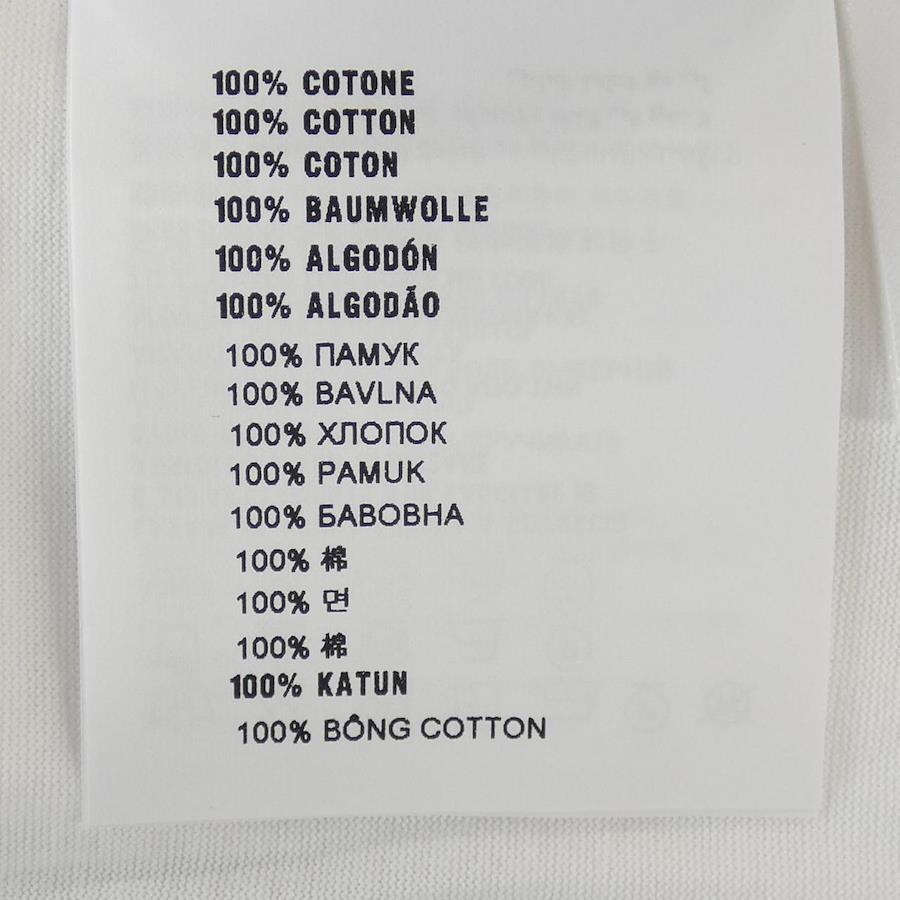 100% COTONE
100% COTTON
100% COTON
100% BAUMWOLLE
100% ALGODÓN
100% ALGODÃO
100% ПАМУК
100% BAVLNA
100% ХЛОПОК
100% PAMUK
100% БАВОВНА
100% 棉
100% 면
100% 棉
100% KATUN
100% BÔNG COTTON